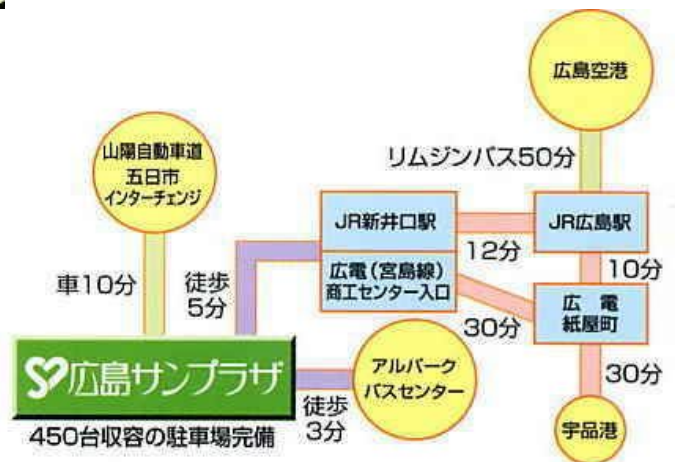 広島空港
山陽自動車道
五日市
インターチェンジ
リムジンバス50分
JR新井口駅
12分
JR広島駅
広電(宮島線)
商工センター入口
10分
車10分
徒歩
5分
30分
広 電
紙屋町
広島サンプラザ
アルパーク
バスセンター
30分
徒歩
3分
宇品港
450台収容の駐車場完備